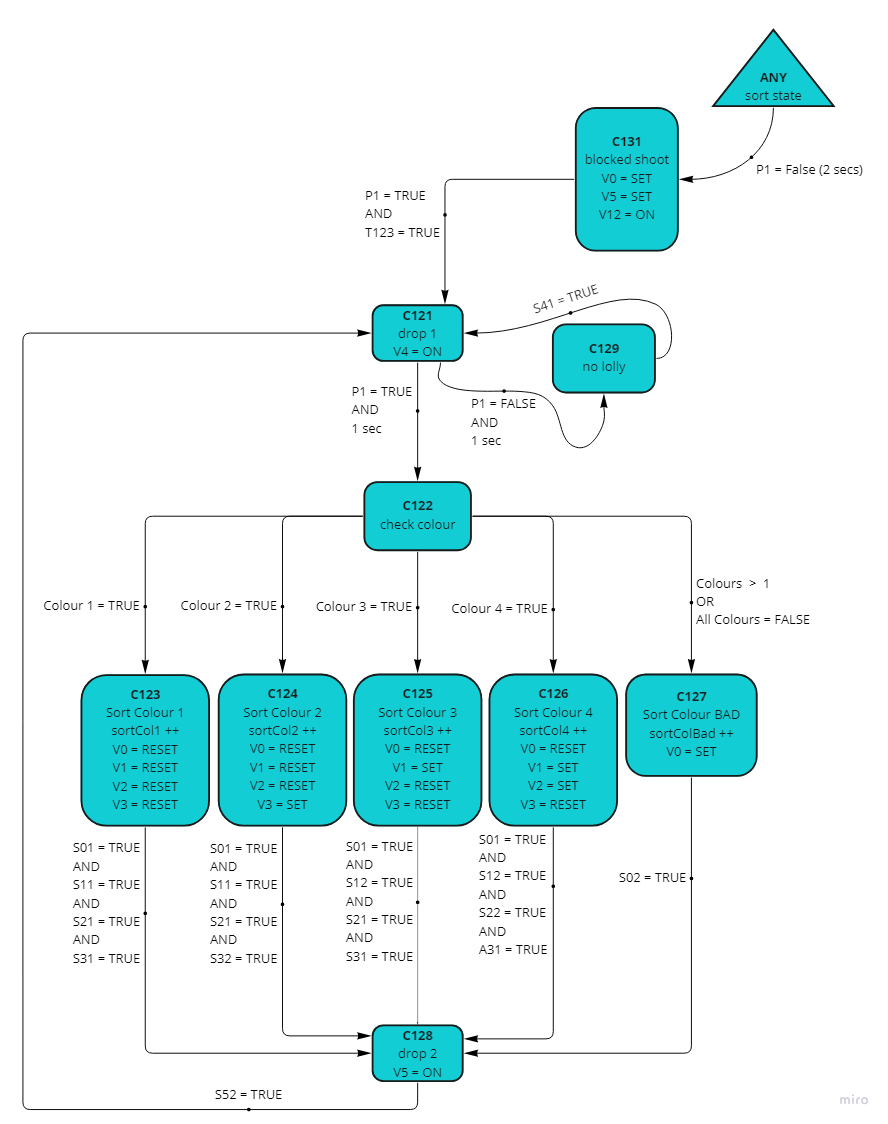 ANY
sort state
P1 = False (2 secs)
C131
blocked shoot
V0 = SET
V5 = SET
V12 = ON
P1 = TRUE
AND
T123 = TRUE
C121
drop 1
V4 = ON
S41 = TRUE
C129
no lolly
P1 = TRUE
AND
1 sec
P1 = FALSE
AND
1 sec
C122
check colour
Colour 1 = TRUE
Colour 2 = TRUE
Colour 3 = TRUE
Colour 4 = TRUE
Colours > 1
OR
All Colours = FALSE
C123
Sort Colour 1
sortCol1 ++
V0 = RESET
V1 = RESET
V2 = RESET
V3 = RESET
C124
Sort Colour 2
sortCol2 ++
V0 = RESET
V1 = RESET
V2 = RESET
V3 = SET
C125
Sort Colour 3
sortCol3 ++
V0 = RESET
V1 = SET
V2 = RESET
V3 = RESET
C126
Sort Colour 4
sortCol4 ++
V0 = RESET
V1 = SET
V2 = SET
V3 = RESET
C127
Sort Colour BAD
sortColBad ++
V0 = SET
S01 = TRUE
AND
S11 = TRUE
AND
S21 = TRUE
AND
S31 = TRUE
S01 = TRUE
AND
S11 = TRUE
AND
S21 = TRUE
AND
S32 = TRUE
S01 = TRUE
AND
S12 = TRUE
AND
S21 = TRUE
AND
S31 = TRUE
S01 = TRUE
AND
S12 = TRUE
AND
S22 = TRUE
AND
A31 = TRUE
S02 = TRUE
C128
drop 2
V5 = ON
S52 = TRUE
miro